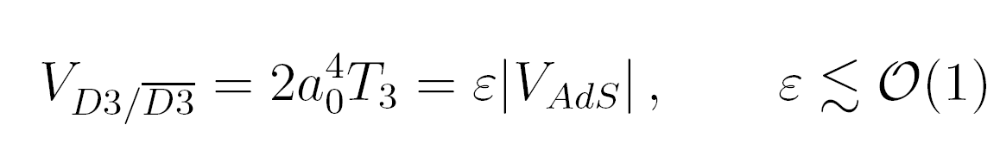 $V_{D3/\overline{D3}} = 2a_0^4 T_3 = \varepsilon |V_{AdS}| \, , \qquad \varepsilon \lesssim \mathcal{O}(1)$